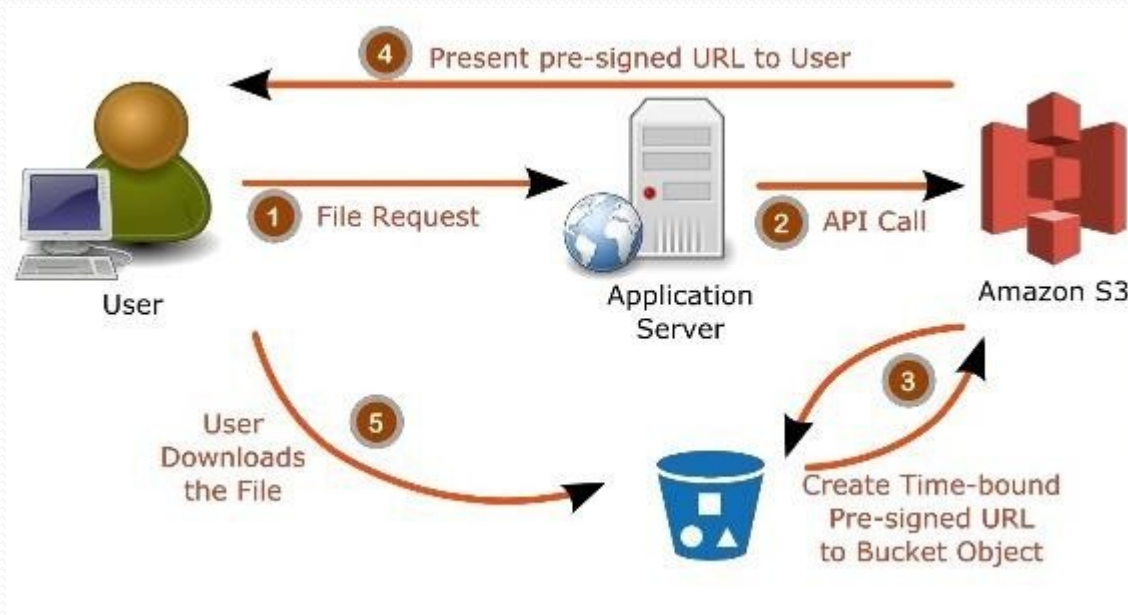 4 Present pre-signed URL to User
1 File Request
2 API Call
User
Application
Server
Amazon S3
3
5
User
Downloads
the File
Create Time-bound
Pre-signed URL
to Bucket Object